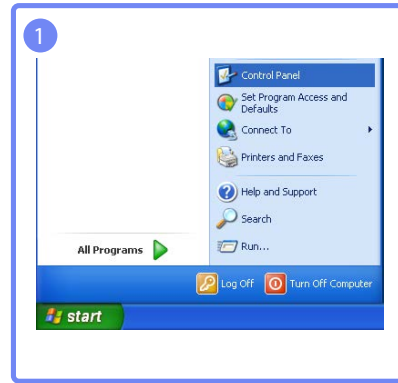 1
Control Panel
Set Program Access and
Defaults
Connect To
Printers and Faxes
Help and Support
Search
All Programs
Run...
Log Off
Turn Off Computer
start